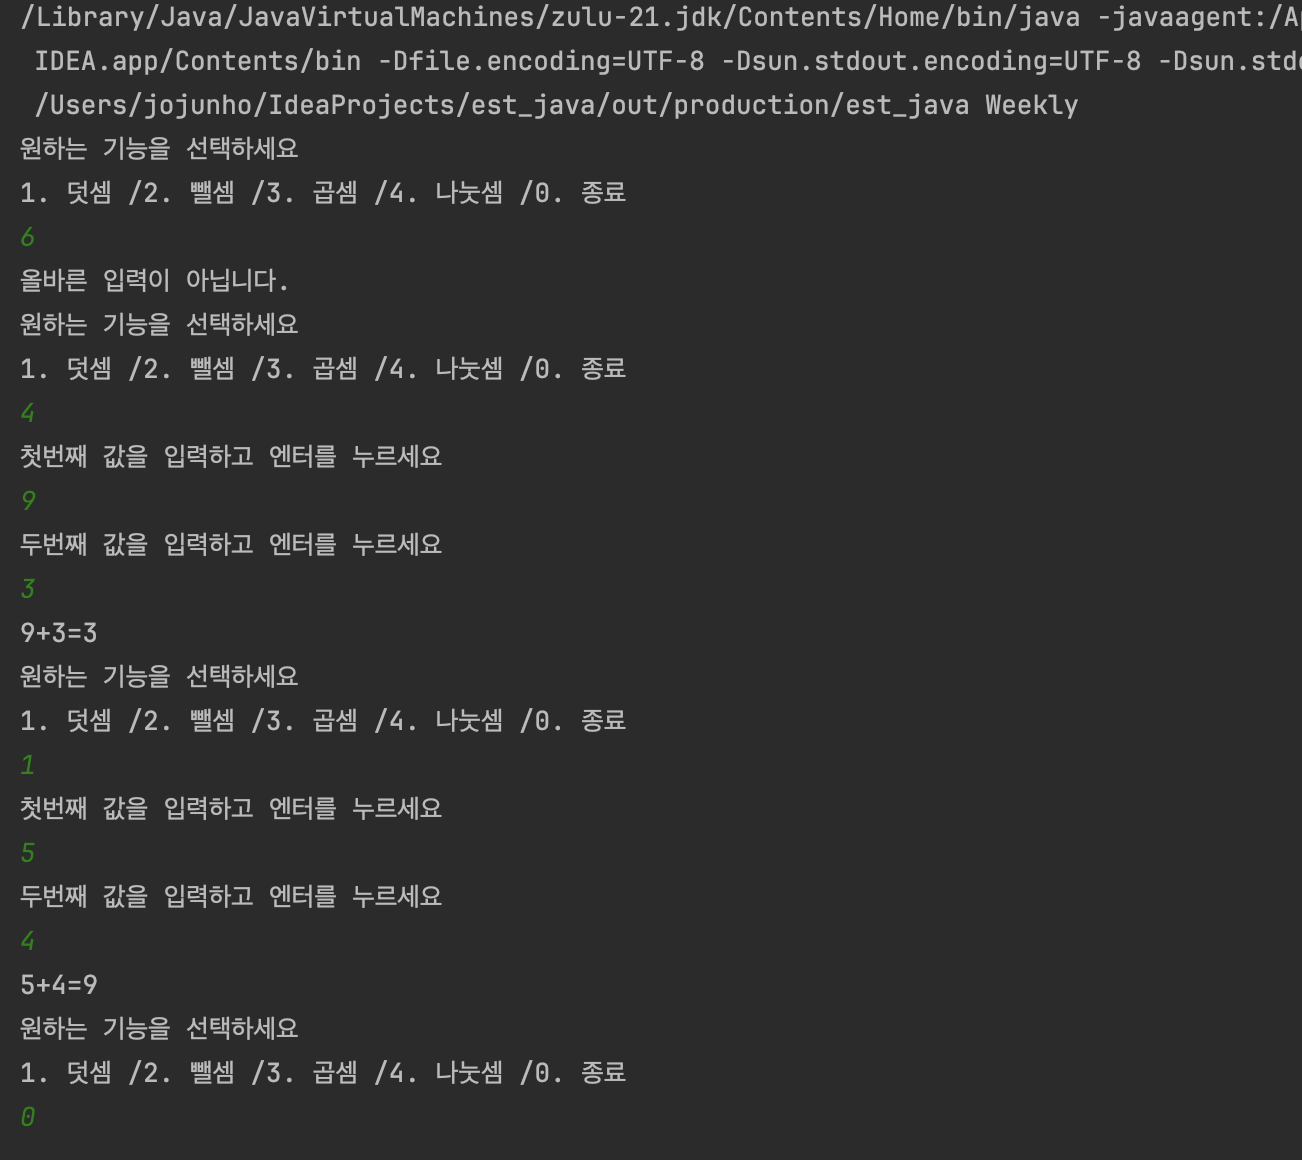 /Library/Java/JavaVirtualMachines/zulu-21.jdk/Contents/Home/bin/java -javaagent:/A
IDEA.app/Contents/bin -Dfile.encoding=UTF-8 -Dsun.stdout.encoding=UTF-8 -Dsun.std
/Users/jojunho/IdeaProjects/est_java/out/production/est_java Weekly
원하는 기능을 선택하세요
1. 덧셈 /2. 뺄셈 /3. 곱셈 /4. 나눗셈 /0. 종료
6
올바른 입력이 아닙니다.
원하는 기능을 선택하세요
1. 덧셈 /2. 뺄셈 /3. 곱셈 /4. 나눗셈 /0. 종료
4
첫번째 값을 입력하고 엔터를 누르세요
9
두번째 값을 입력하고 엔터를 누르세요
3
9+3=3
원하는 기능을 선택하세요
1. 덧셈 /2. 뺄셈 /3. 곱셈 /4. 나눗셈 /0. 종료
1
첫번째 값을 입력하고 엔터를 누르세요
5
두번째 값을 입력하고 엔터를 누르세요
4
5+4=9
원하는 기능을 선택하세요
1. 덧셈 /2. 뺄셈 /3. 곱셈 /4. 나눗셈 /0. 종료
0